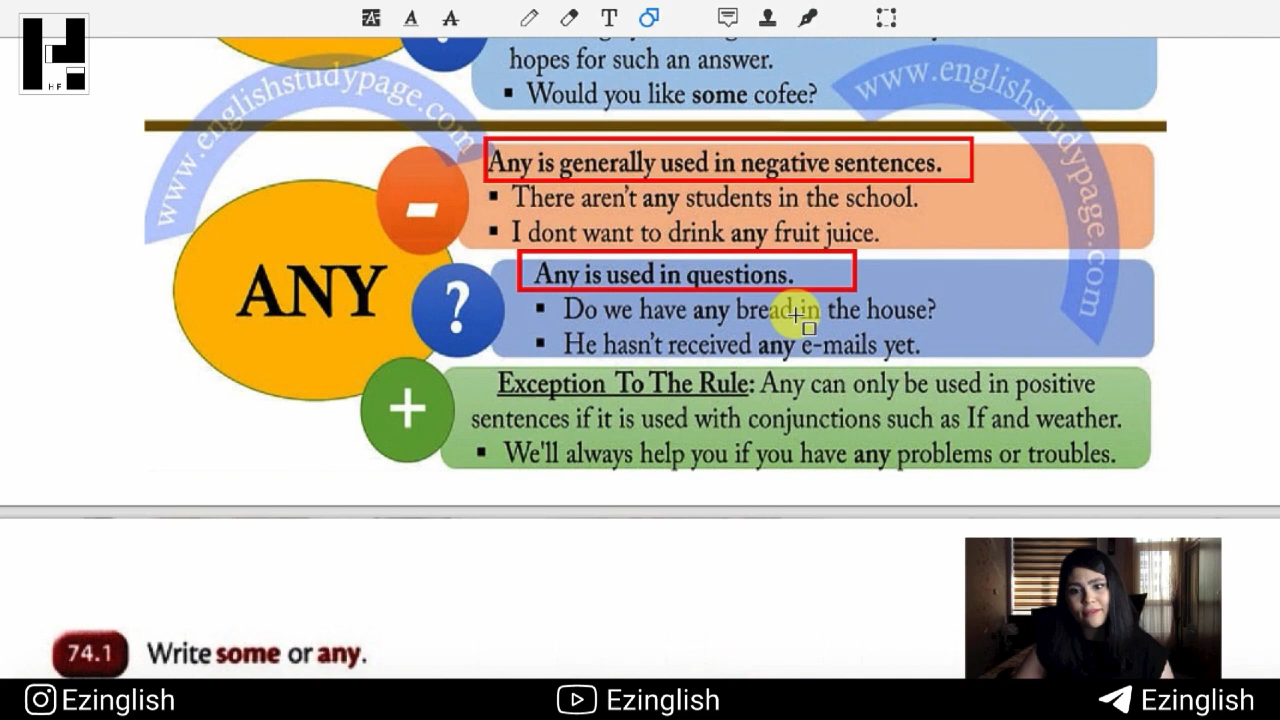 HF
hopes for such an answer.
▪ Would you like some cofee?
www.englishstudypage.com
www.englishstudypage.com
Any is generally used in negative sentences.
▪ There aren't any students in the school.
▪ I dont want to drink any fruit juice.
ANY
Any is used in questions.
?
▪ Do we have any bread in the house?
▪ He hasn't received any e-mails yet.
Exception To The Rule: Any can only be used in positive
sentences if it is used with conjunctions such as If and weather.
▪ We'll always help you if you have any problems or troubles.
74.1 Write some or any.
Ezinglish
Ezinglish
Ezinglish